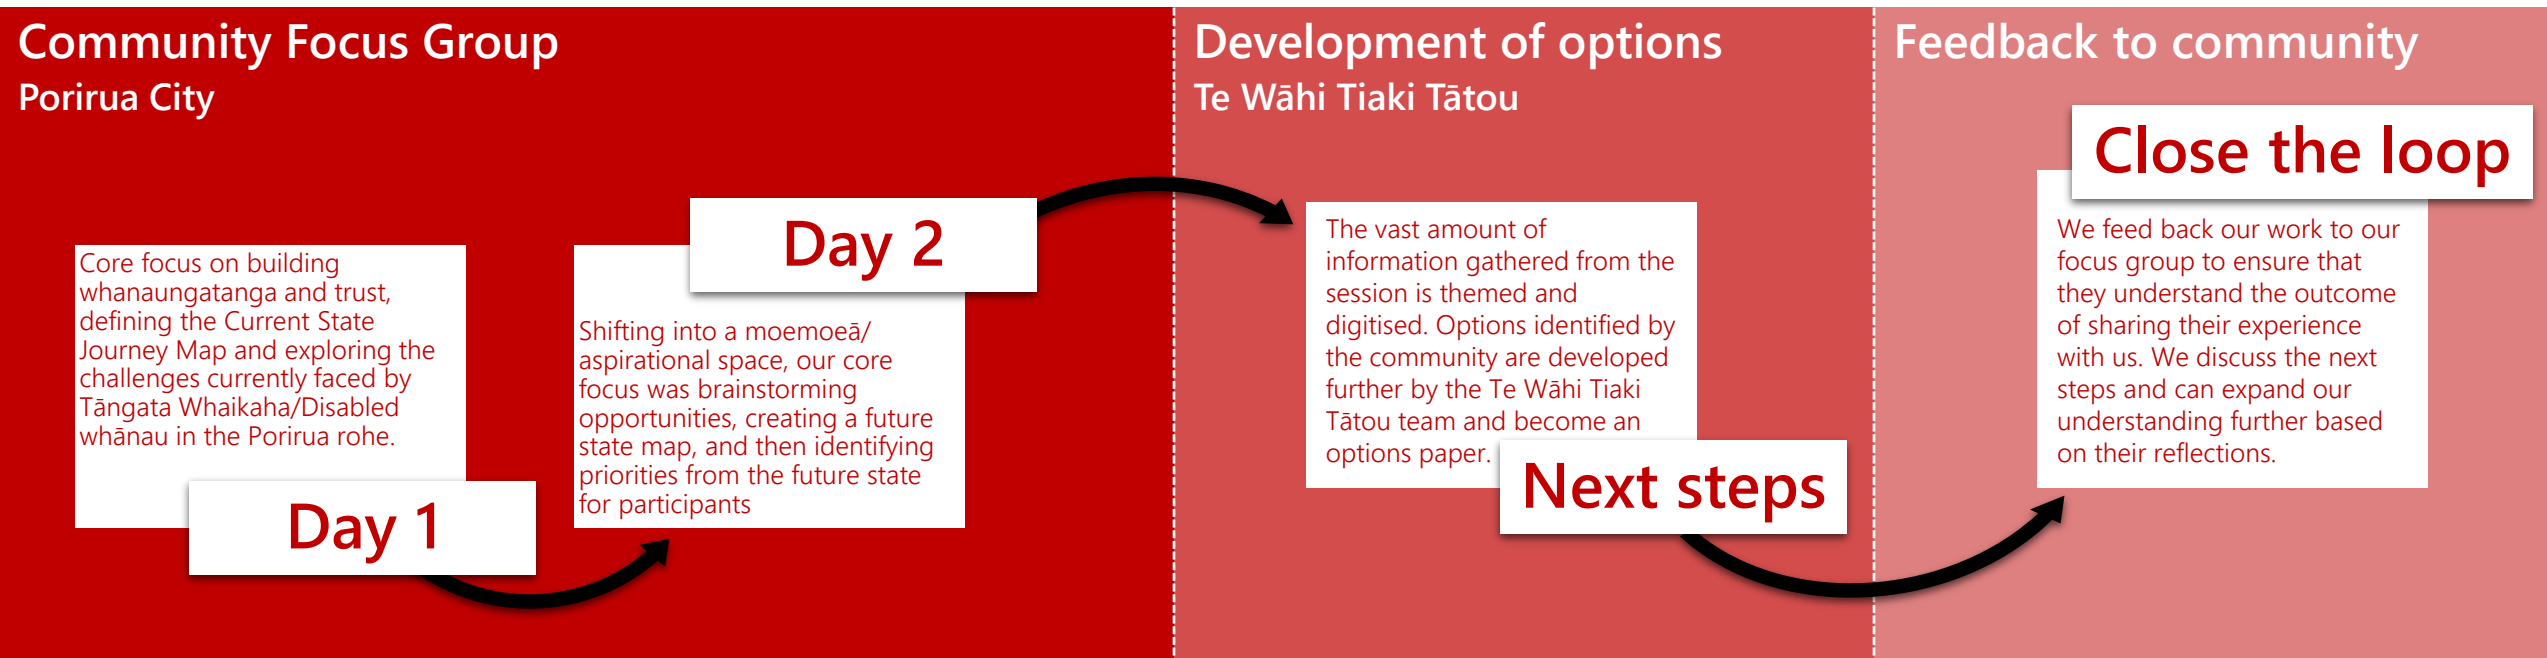 Community Focus Group
Porirua City
Core focus on building
whanaungatanga and trust,
defining the Current State
Journey Map and exploring the
challenges currently faced by
Tāngata Whaikaha/Disabled
whānau in the Porirua rohe.
Day 1
Day 2
Shifting into a moemoeā/
aspirational space, our core
focus was brainstorming
opportunities, creating a future
state map, and then identifying
priorities from the future state
for participants
Development of options
Te Wāhi Tiaki Tātou
The vast amount of
information gathered from the
session is themed and
digitised. Options identified by
the community are developed
further by the Te Wāhi Tiaki
Tātou team and become an
options paper.
Next steps
Feedback to community
Close the loop
We feed back our work to our
focus group to ensure that
they understand the outcome
of sharing their experience
with us. We discuss the next
steps and can expand our
understanding further based
on their reflections.